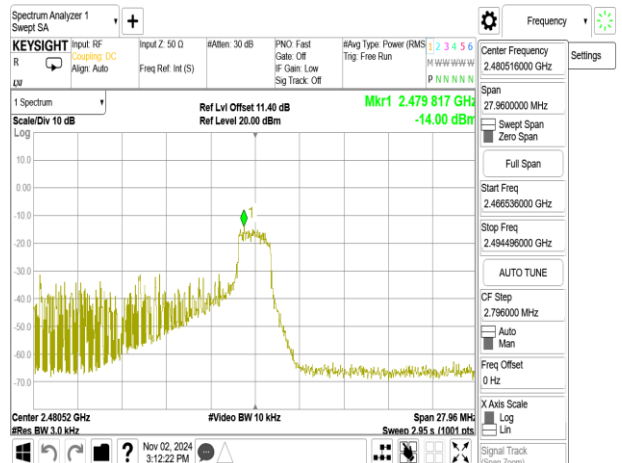 Spectrum Analyzer 1
Swept SA
Frequency
KEYSIGHT
R
Input: RF
Coupling: DC
Align: Auto
Input Z: 50 Ω
Freq Ref: Int (S)
#Atten: 30 dB
PNO: Fast
Gate: Off
IF Gain: Low
Sig Track: Off
#Avg Type: Power (RMS
Trig: Free Run
1 2 3 4 5 6
M W W W W W
P N N N N N
Center Frequency
2.480516000 GHz
Settings
Span
27.9600000 MHz
Swept Span
Zero Span
Full Span
Start Freq
2.466536000 GHz
Stop Freq
2.494496000 GHz
AUTO TUNE
CF Step
2.796000 MHz
Auto
Man
Freq Offset
0 Hz
X Axis Scale
Log
Lin
Signal Track
(Span Zoom)
1 Spectrum
Scale/Div 10 dB
Log
Ref Lvl Offset 11.40 dB
Ref Level 20.00 dBm
Mkr1 2.479 817 GHz
-14.00 dBm
1
10.0
0.00
-10.0
-20.0
-30.0
-40.0
-50.0
-60.0
-70.0
Center 2.48052 GHz
#Res BW 3.0 kHz
#Video BW 10 kHz
Span 27.96 MHz
Sweep 2.95 s (1001 pts
Nov 02, 2024
3:12:22 PM